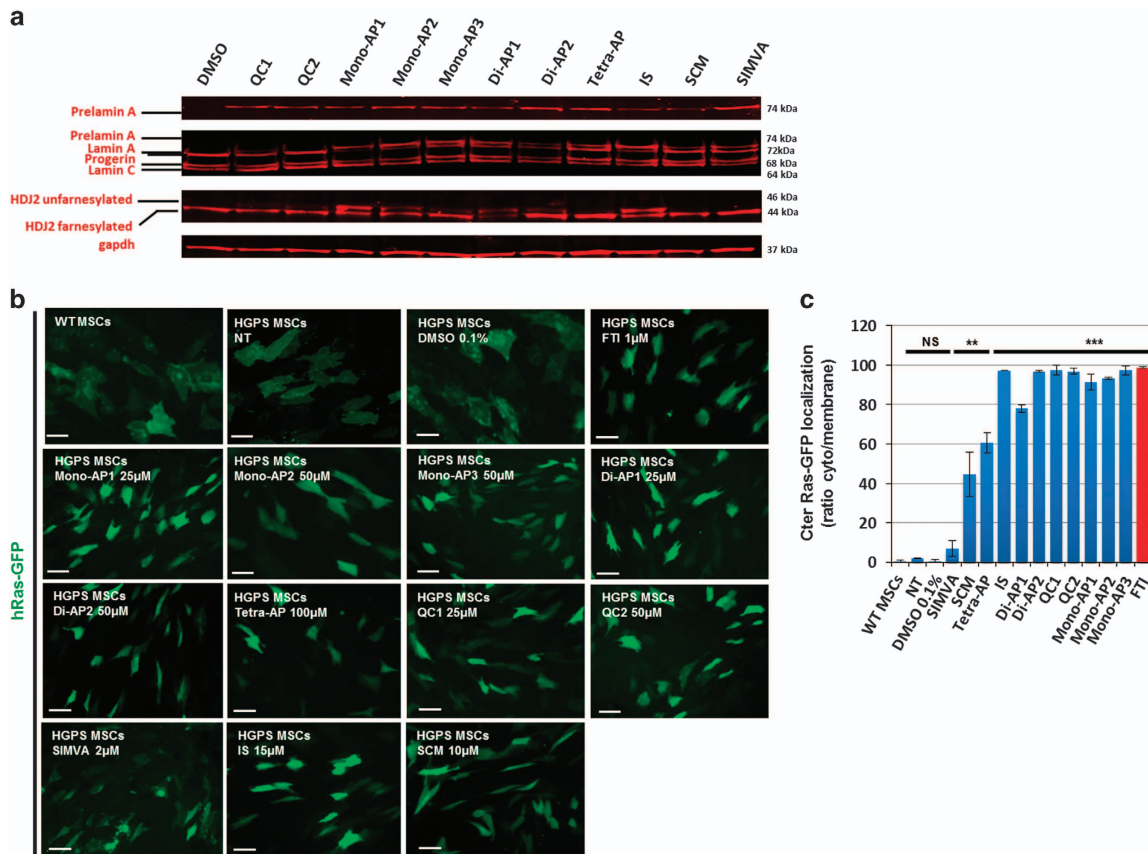 a
DMSO
QC1
QC2
Mono-AP1
Mono-AP2
Mono-AP3
Di-AP1
Di-AP2
Tetra-AP
IS
SCM
SIMVA
Prelamin A
74 kDa
Prelamin A
Lamin A
Progerin
Lamin C
74 kDa
72kDa
68 kDa
64 kDa
HDJ2 unfarnesylated
HDJ2 farnesylated
46 kDa
44 kDa
gapdh
37 kDa
b
hRas-GFP
WT MSCs
HGPS MSCs
NT
HGPS MSCs
DMSO 0.1%
HGPS MSCs
FTI 1µM
HGPS MSCs
Mono-AP1 25µM
HGPS MSCs
Mono-AP2 50µM
HGPS MSCs
Mono-AP3 50µM
HGPS MSCs
Di-AP1 25µM
HGPS MSCs
Di-AP2 50µM
HGPS MSCs
Tetra-AP 100µM
HGPS MSCs
QC1 25µM
HGPS MSCs
QC2 50µM
HGPS MSCs
SIMVA 2µM
HGPS MSCs
IS 15µM
HGPS MSCs
SCM 10µM
c
Cter Ras-GFP localization
(ratio cyto/membrane)
120
100
80
60
40
20
0
NS
**
***
WT MSCs
NT
DMSO 0.1%
SIMVA
SCM
Tetra-AP
IS
Di-AP1
Di-AP2
QC1
QC2
Mono-AP1
Mono-AP2
Mono-AP3
FTI